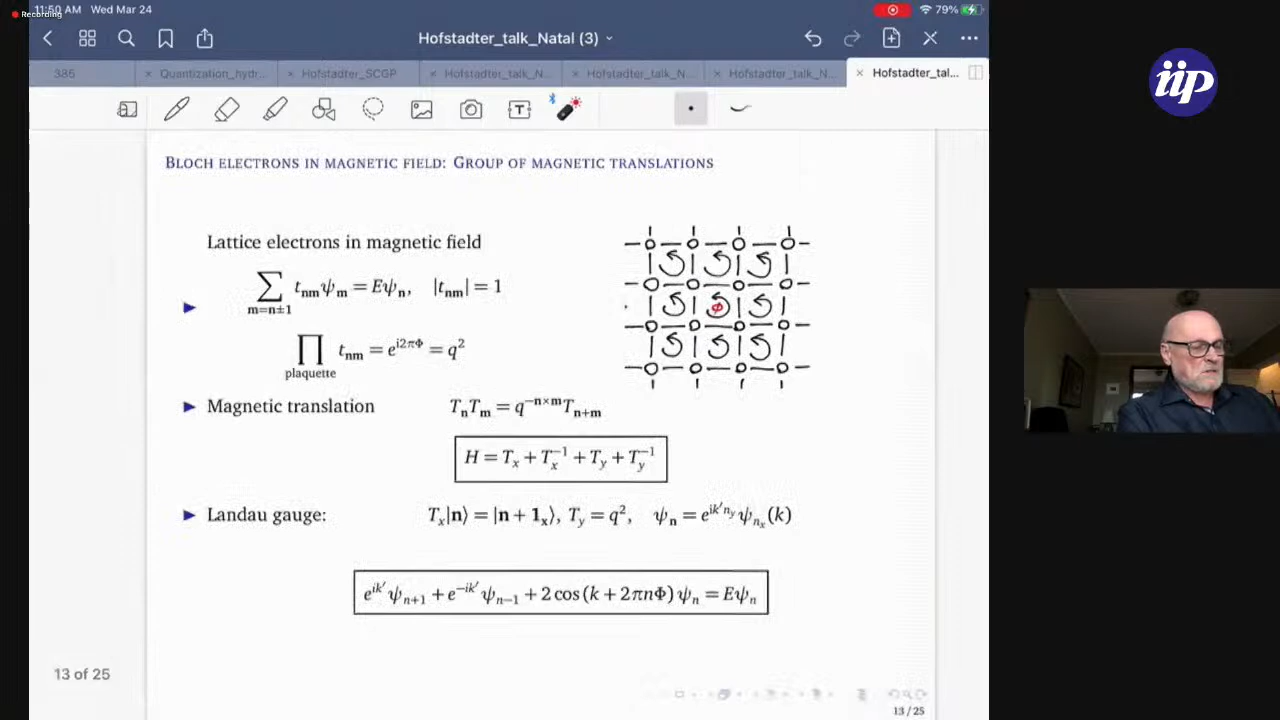 11:50 AM Wed Mar 24
Recording
79%
Hofstadter_talk_Natal (3)
385
Quantization_hydr...
Hofstadter_SCGP
Hofstadter_talk_N...
Hofstadter_talk_N...
Hofstadter_talk_N...
Hofstadter_tal...
T
iip
BLOCH ELECTRONS IN MAGNETIC FIELD: GROUP OF MAGNETIC TRANSLATIONS
Lattice electrons in magnetic field
∑_{m=n±1} t_{nm}ψ_m = Eψ_n, |t_{nm}| = 1
∏_{plaquette} t_{nm} = e^{i2πΦ} = q²
Φ
Magnetic translation T_n T_m = q^{−n×m} T_{n+m}
H = T_x + T_x^{−1} + T_y + T_y^{−1}
Landau gauge: T_x|n⟩ = |n + 1_x⟩, T_y = q², ψ_n = e^{ik′n_y} ψ_{n_x}(k)
e^{ik′} ψ_{n+1} + e^{−ik′} ψ_{n−1} + 2 cos(k + 2πnΦ) ψ_n = Eψ_n
13 of 25
13 / 25